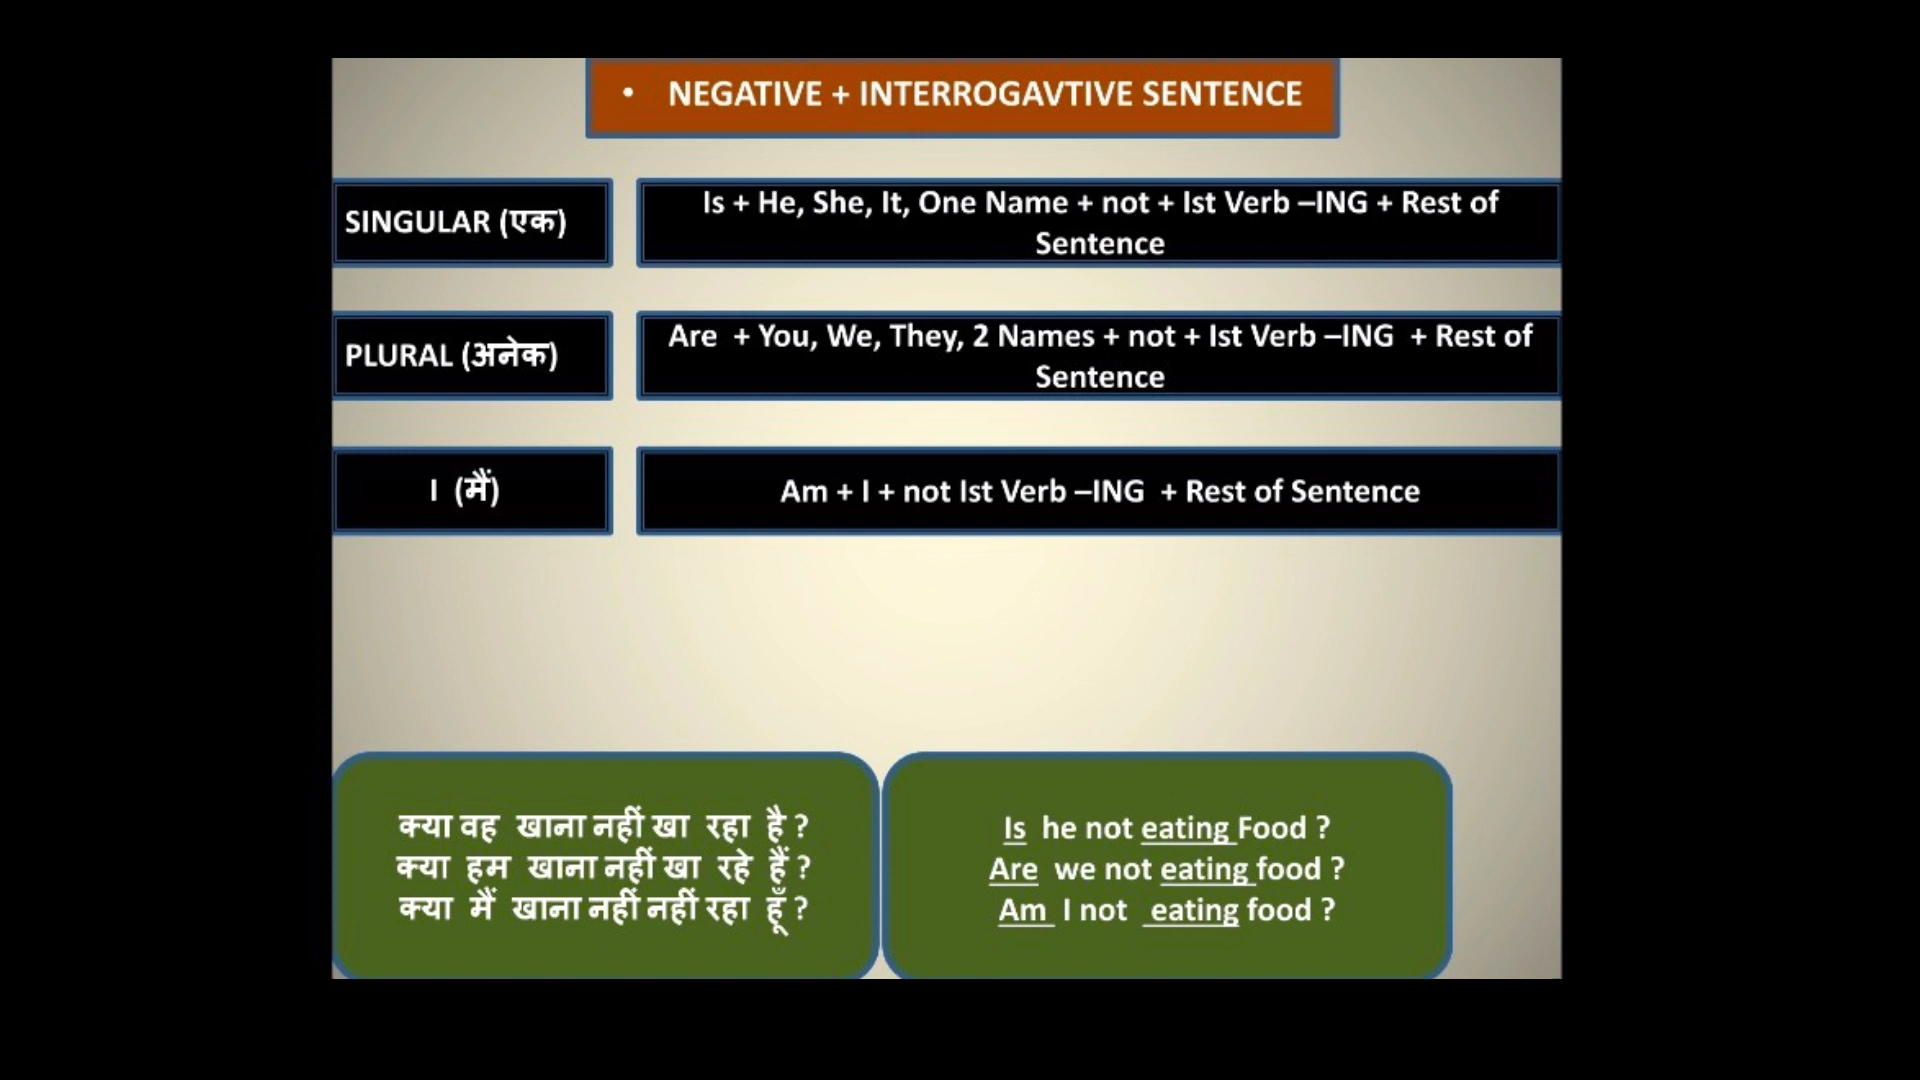 • NEGATIVE + INTERROGAVTIVE SENTENCE
SINGULAR (एक)
Is + He, She, It, One Name + not + Ist Verb –ING + Rest of
Sentence
PLURAL (अनेक)
Are + You, We, They, 2 Names + not + Ist Verb –ING + Rest of
Sentence
I (मैं)
Am + I + not Ist Verb –ING + Rest of Sentence
क्या वह खाना नहीं खा रहा है ?
क्या हम खाना नहीं खा रहे हैं ?
क्या मैं खाना नहीं नहीं रहा हूँ ?
Is he not eating Food ?
Are we not eating food ?
Am I not eating food ?